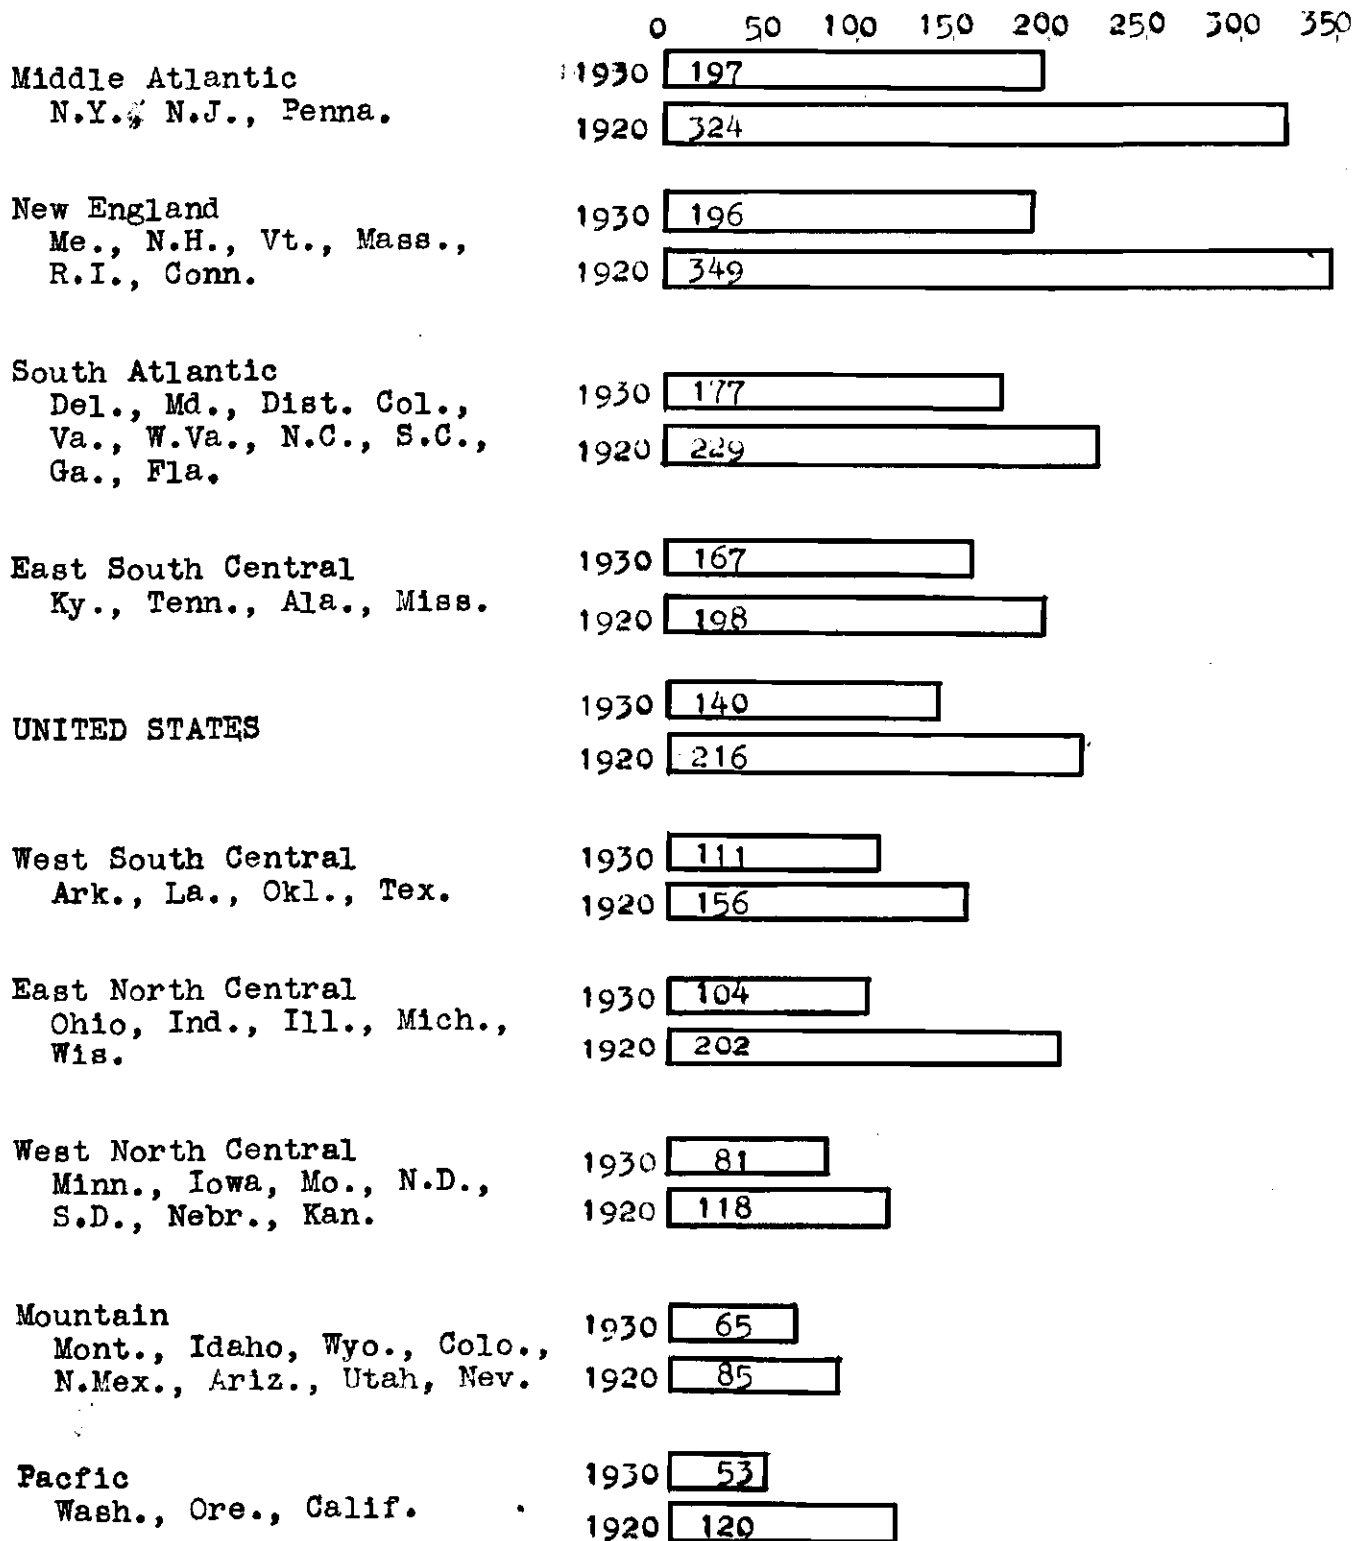 0 50 100 150 200 250 300 350
Middle Atlantic
N.Y., N.J., Penna.
1930 197
1920 324
New England
Me., N.H., Vt., Mass.,
R.I., Conn.
1930 196
1920 349
South Atlantic
Del., Md., Dist. Col.,
Va., W.Va., N.C., S.C.,
Ga., Fla.
1930 177
1920 229
East South Central
Ky., Tenn., Ala., Miss.
1930 167
1920 198
UNITED STATES
1930 140
1920 216
West South Central
Ark., La., Okl., Tex.
1930 111
1920 156
East North Central
Ohio, Ind., Ill., Mich.,
Wis.
1930 104
1920 202
West North Central
Minn., Iowa, Mo., N.D.,
S.D., Nebr., Kan.
1930 81
1920 118
Mountain
Mont., Idaho, Wyo., Colo.,
N.Mex., Ariz., Utah, Nev.
1930 65
1920 85
Pacfic
Wash., Ore., Calif.
1930 53
1920 120